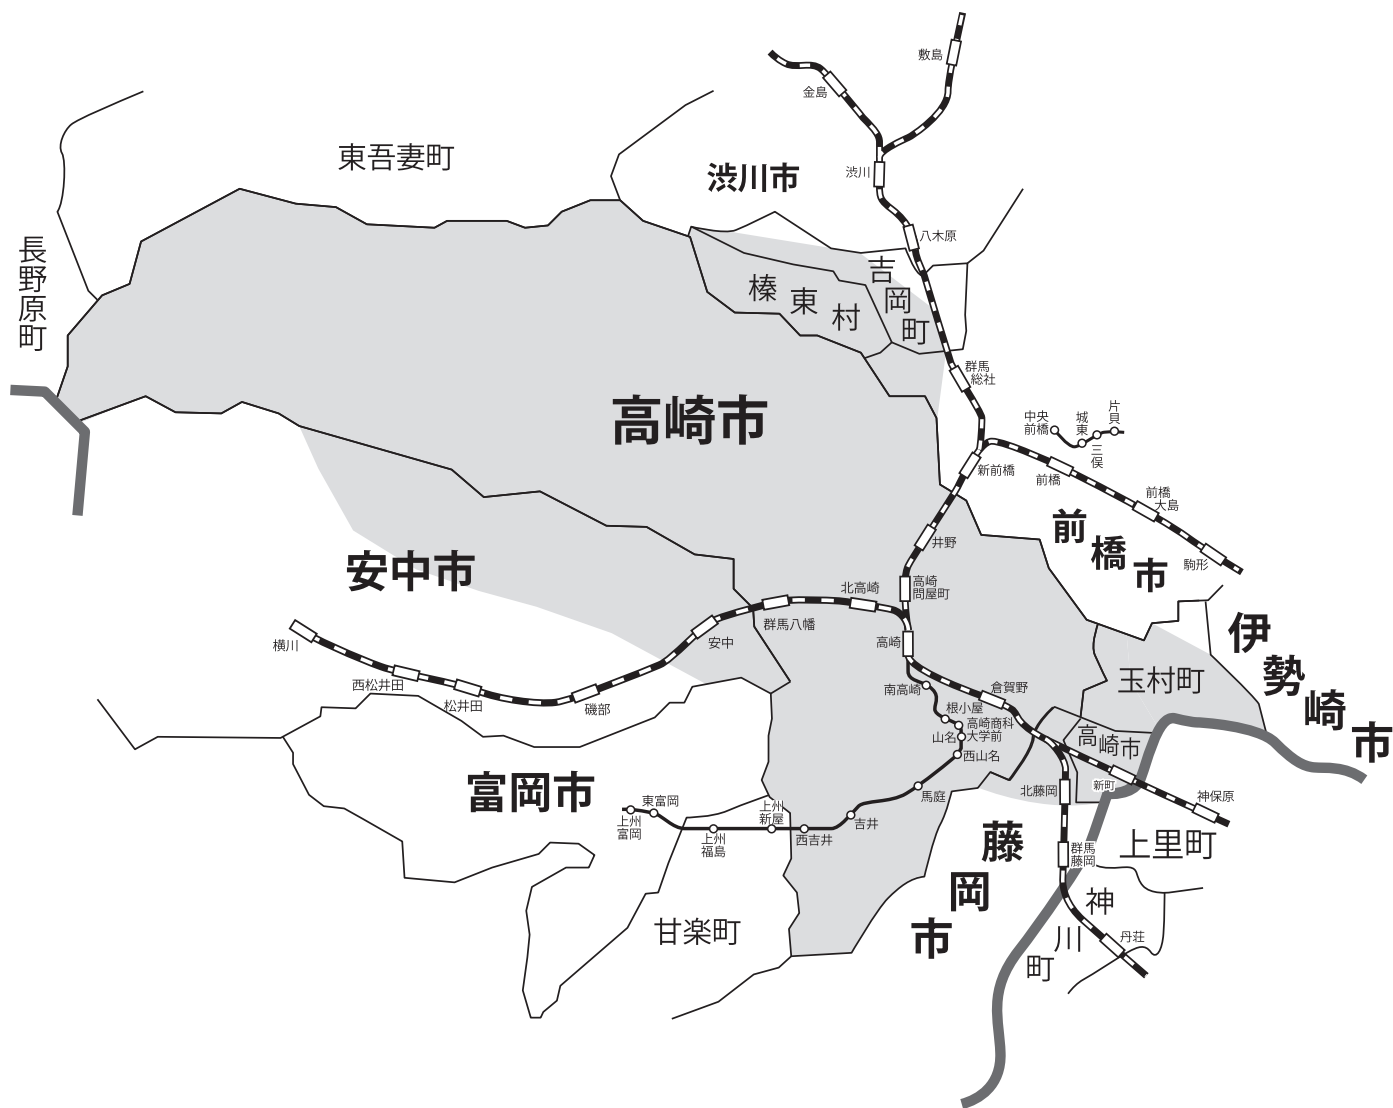 敷島
金島
東吾妻町
渋川市
渋川
長野原町
八木原
吉岡町
榛東村
群馬
総社
高崎市
中央
前橋
城東
片貝
三俣
新前橋
前橋
前橋
大島
前橋市
駒形
井野
安中市
北高崎
高崎
問屋町
群馬八幡
伊勢崎市
横川
安中
高崎
西松井田
松井田
磯部
南高崎
倉賀野
玉村町
根小屋
高崎商科
大学前
山名
西山名
高崎市
富岡市
東富岡
上州
富岡
上州
新屋
上州
福島
西吉井
吉井
馬庭
北藤岡
新町
神保原
藤岡市
群馬
藤岡
上里町
甘楽町
神川町
丹荘